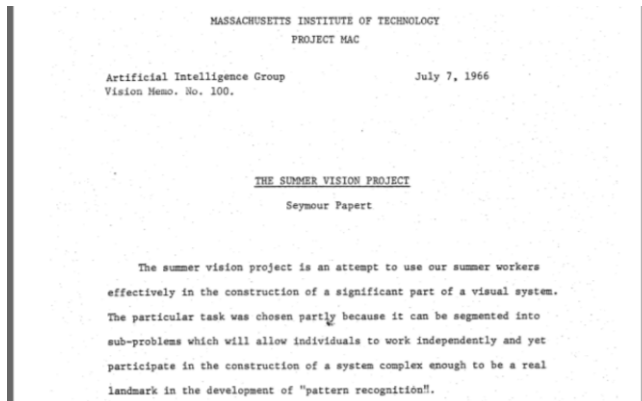 MASSACHUSETTS INSTITUTE OF TECHNOLOGY
PROJECT MAC
Artificial Intelligence Group July 7, 1966
Vision Memo. No. 100.
THE SUMMER VISION PROJECT
Seymour Papert
The summer vision project is an attempt to use our summer workers
effectively in the construction of a significant part of a visual system.
The particular task was chosen partly because it can be segmented into
sub-problems which will allow individuals to work independently and yet
participate in the construction of a system complex enough to be a real
landmark in the development of "pattern recognition".